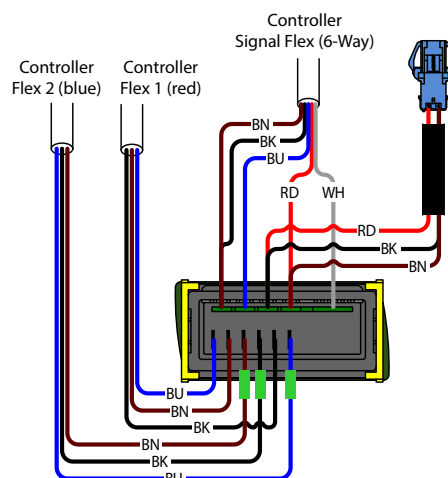 Controller
Signal Flex (6-Way)
Controller
Flex 2 (blue)
Controller
Flex 1 (red)
BN
BK
BU
RD
WH
RD
BK
BN
BU
BN
BK
BN
BK
BU